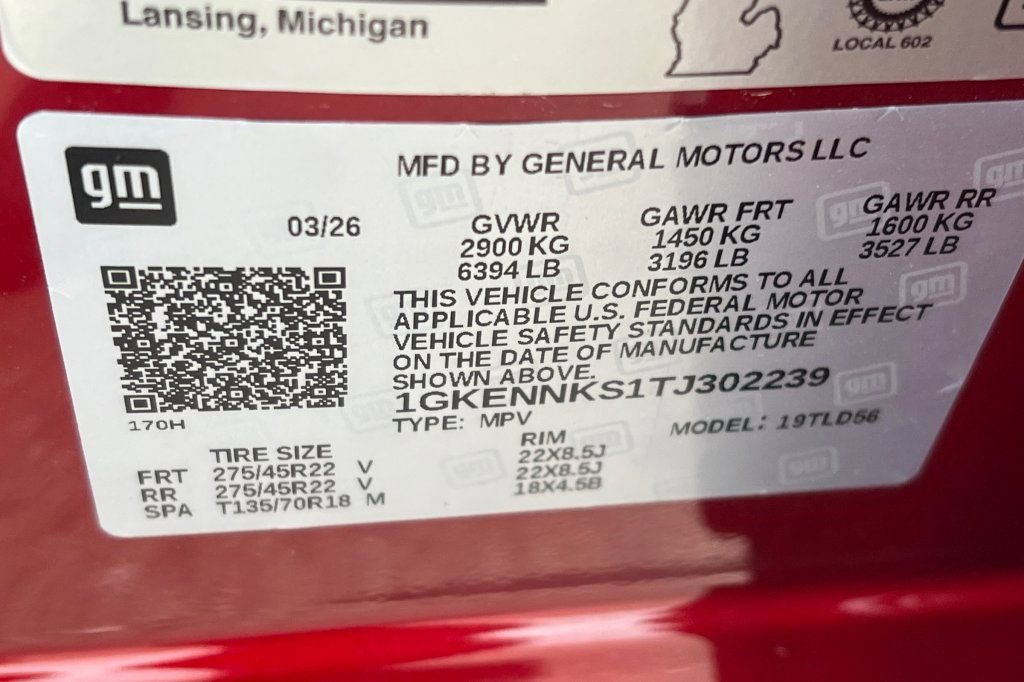 Lansing, Michigan
LOCAL 602
gm
MFD BY GENERAL MOTORS LLC
03/26
GVWR
2900 KG
6394 LB
GAWR FRT
1450 KG
3196 LB
GAWR RR
1600 KG
3527 LB
THIS VEHICLE CONFORMS TO ALL
APPLICABLE U.S. FEDERAL MOTOR
VEHICLE SAFETY STANDARDS IN EFFECT
ON THE DATE OF MANUFACTURE
SHOWN ABOVE.
1GKENNKS1TJ302239
TYPE: MPV
MODEL: 19TLD56
170H
TIRE SIZE
RIM
FRT 275/45R22 V 22X8.5J
RR 275/45R22 V 22X8.5J
SPA T135/70R18 M 18X4.5B